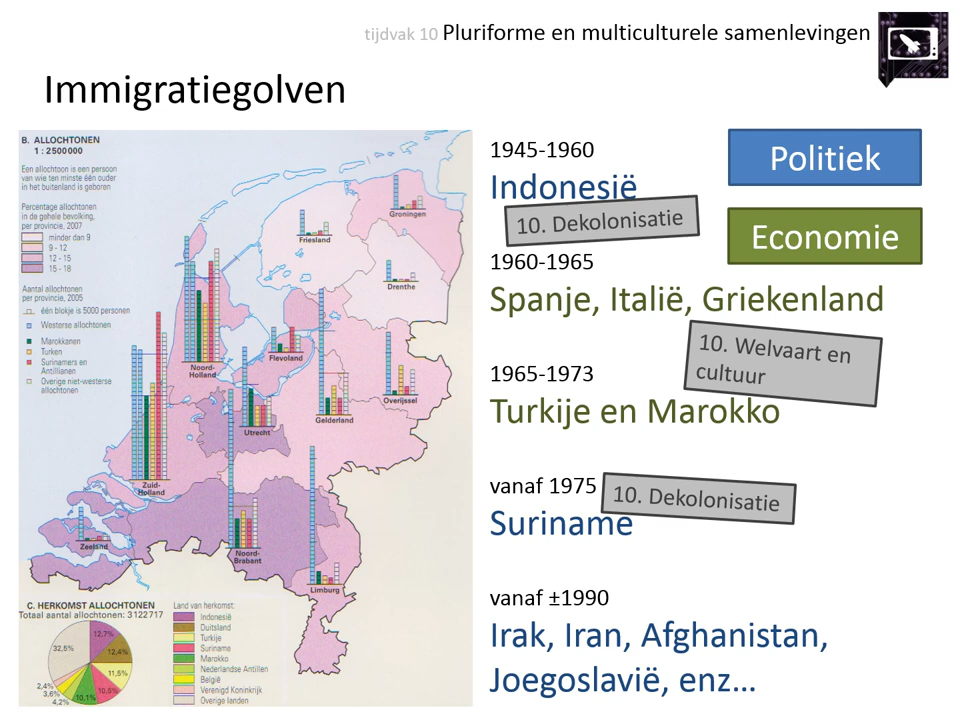 tijdvak 10 Pluriforme en multiculturele samenlevingen
Immigratiegolven
B. ALLOCHTONEN
1 : 2500000
Een allochtoon is een persoon
van wie ten minste één ouder
in het buitenland is geboren
Percentage allochtonen
in de gehele bevolking,
per provincie, 2007
minder dan 9
9 - 12
12 - 15
15 - 18
Aantal allochtonen
per provincie, 2005
één blokje is 5000 personen
Westerse allochtonen
Marokkanen
Turken
Surinamers en
Antillianen
Overige niet-westerse
allochtonen
Groningen
Friesland
Drenthe
Noord-
Holland
Flevoland
Overijssel
Gelderland
Utrecht
Zuid-
Holland
Zeeland
Noord-
Brabant
Limburg
C. HERKOMST ALLOCHTONEN
Totaal aantal allochtonen: 3122717
12,7%
12,4%
11,5%
10,5%
10,1%
4,2%
3,6%
2,4%
32,5%
Land van herkomst:
Indonesië
Duitsland
Turkije
Suriname
Marokko
Nederlandse Antillen
België
Verenigd Koninkrijk
Overige landen
1945-1960
Indonesië
10. Dekolonisatie
Politiek
Economie
1960-1965
Spanje, Italië, Griekenland
10. Welvaart en
cultuur
1965-1973
Turkije en Marokko
vanaf 1975
10. Dekolonisatie
Suriname
vanaf ±1990
Irak, Iran, Afghanistan,
Joegoslavië, enz…